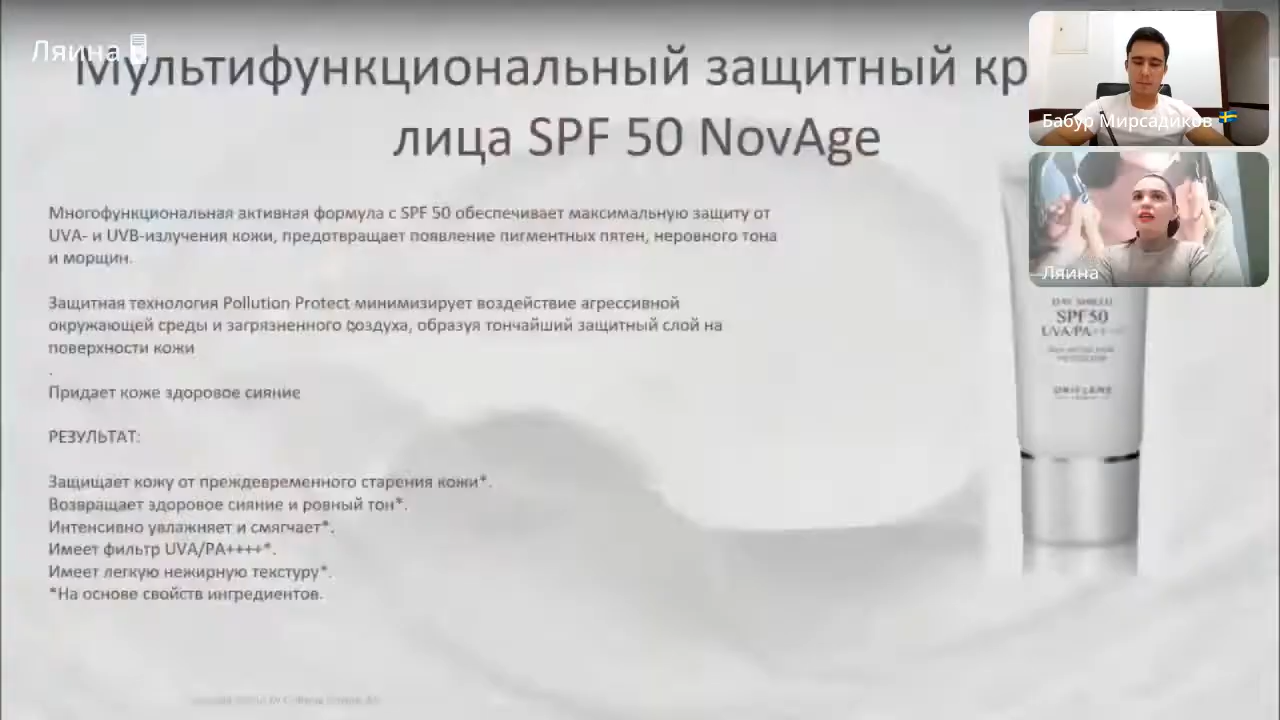 Ляина
Мультифункциональный защитный кр
лица SPF 50 NovAge
Бабур Мирсадиков
Ляина
Многофункциональная активная формула с SPF 50 обеспечивает максимальную защиту от
UVA- и UVB-излучения кожи, предотвращает появление пигментных пятен, неровного тона
и морщин.
Защитная технология Pollution Protect минимизирует воздействие агрессивной
окружающей среды и загрязненного воздуха, образуя тончайший защитный слой на
поверхности кожи
.
Придает коже здоровое сияние
РЕЗУЛЬТАТ:
Защищает кожу от преждевременного старения кожи*.
Возвращает здоровое сияние и ровный тон*.
Интенсивно увлажняет и смягчает*.
Имеет фильтр UVA/PA++++*.
Имеет легкую нежирную текстуру*.
*На основе свойств ингредиентов.
DAY SHIELD
SPF 50
UVA/PA++++
ORIFLAME